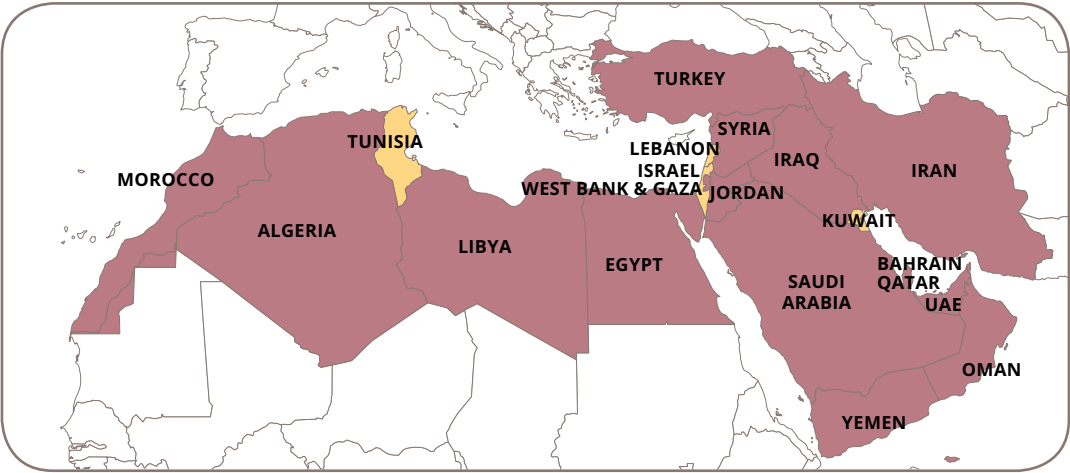 TURKEY
SYRIA
TUNISIA
LEBANON
IRAQ
ISRAEL
IRAN
MOROCCO
WEST BANK & GAZA
JORDAN
KUWAIT
ALGERIA
LIBYA
EGYPT
BAHRAIN
QATAR
SAUDI
ARABIA
UAE
OMAN
YEMEN